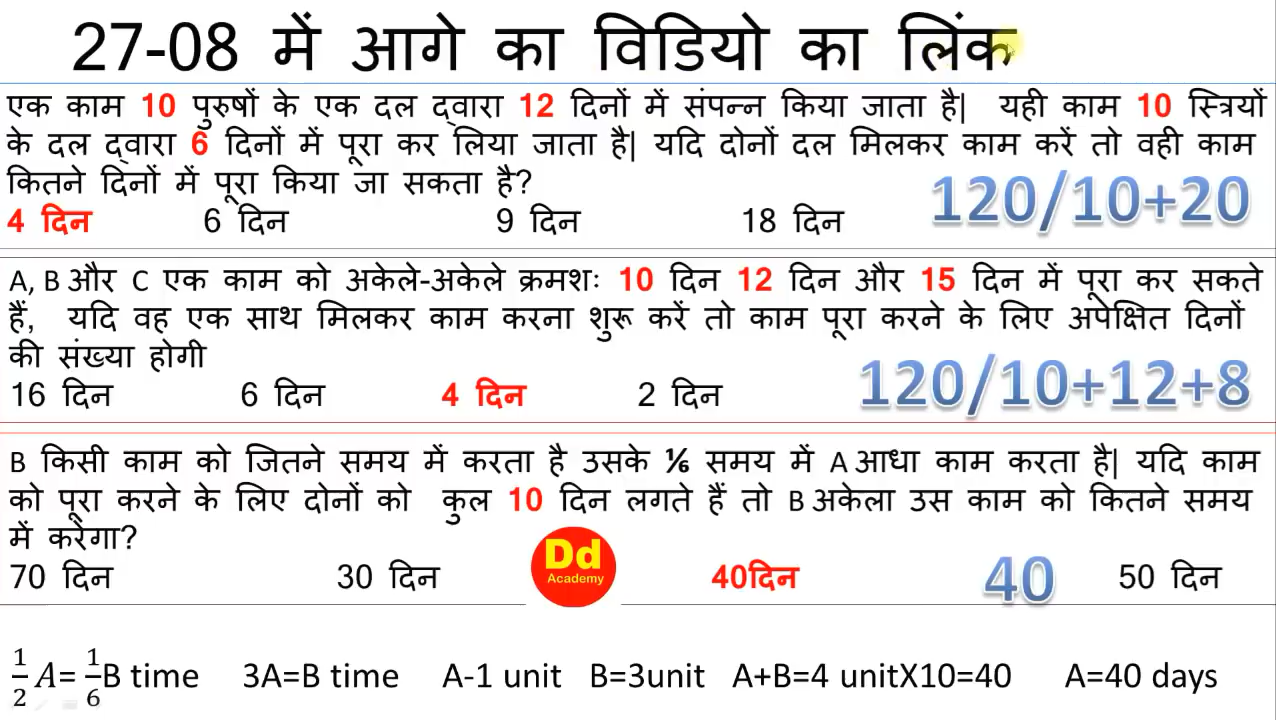 27-08 में आगे का विडियो का लिंक
एक काम 10 पुरुषों के एक दल द्वारा 12 दिनों में संपन्न किया जाता है| यही काम 10 स्त्रियों
के दल द्वारा 6 दिनों में पूरा कर लिया जाता है| यदि दोनों दल मिलकर काम करें तो वही काम
कितने दिनों में पूरा किया जा सकता है?
120/10+20
4 दिन 6 दिन 9 दिन 18 दिन
A, B और C एक काम को अकेले-अकेले क्रमशः 10 दिन 12 दिन और 15 दिन में पूरा कर सकते
हैं, यदि वह एक साथ मिलकर काम करना शुरू करें तो काम पूरा करने के लिए अपेक्षित दिनों
की संख्या होगी
16 दिन 6 दिन 4 दिन 2 दिन 120/10+12+8
B किसी काम को जितने समय में करता है उसके ⅙ समय में A आधा काम करता है| यदि काम
को पूरा करने के लिए दोनों को कुल 10 दिन लगते हैं तो B अकेला उस काम को कितने समय
में करेगा?
70 दिन 30 दिन 40दिन 40 50 दिन
Dd
Academy
1/2 A= 1/6 B time 3A=B time A-1 unit B=3unit A+B=4 unitX10=40 A=40 days